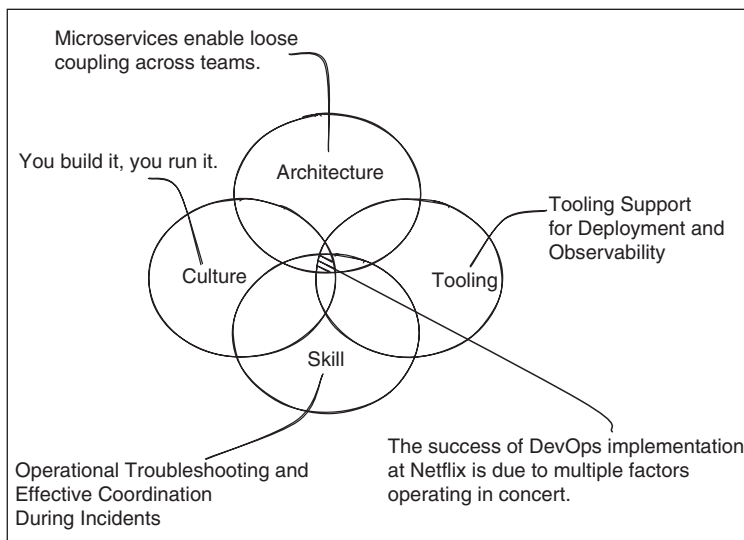 Microservices enable loose
coupling across teams.
You build it, you run it.
Architecture
Tooling Support
for Deployment and
Observability
Culture
Tooling
Skill
The success of DevOps implementation
at Netflix is due to multiple factors
operating in concert.
Operational Troubleshooting and
Effective Coordination
During Incidents